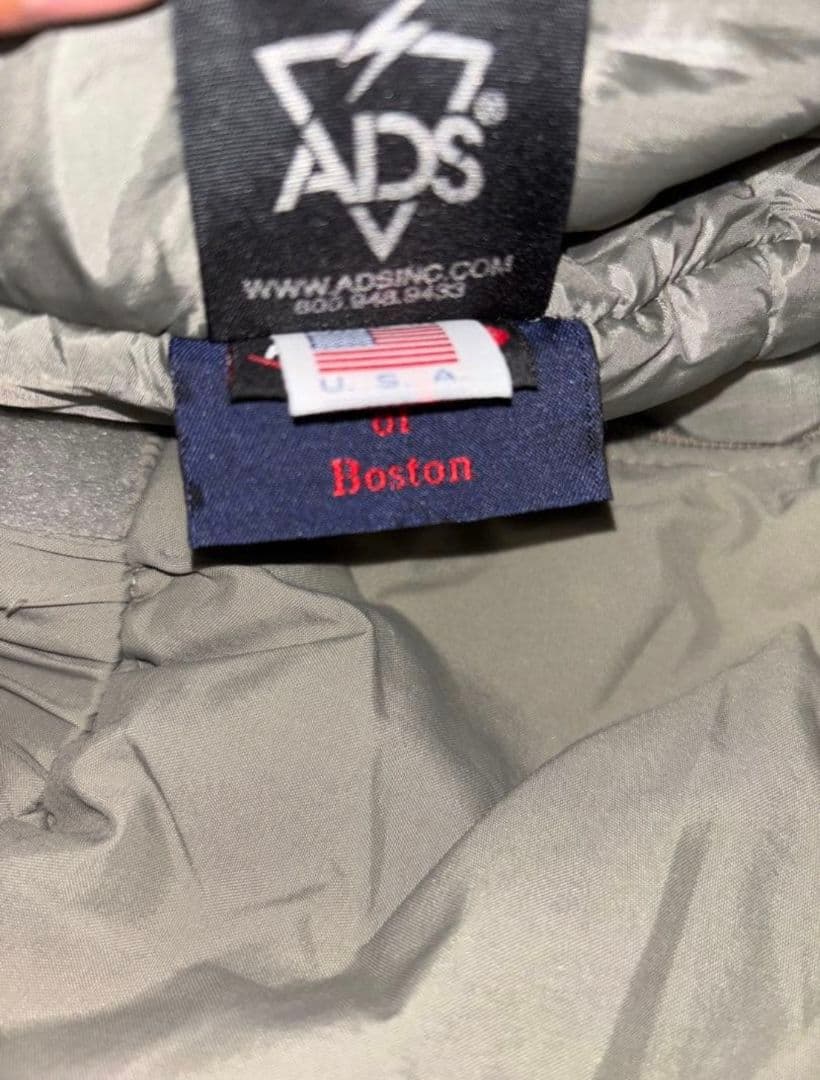 ADS®
WWW.ADSINC.COM
800.948.9433
U. S. A.
of
Boston